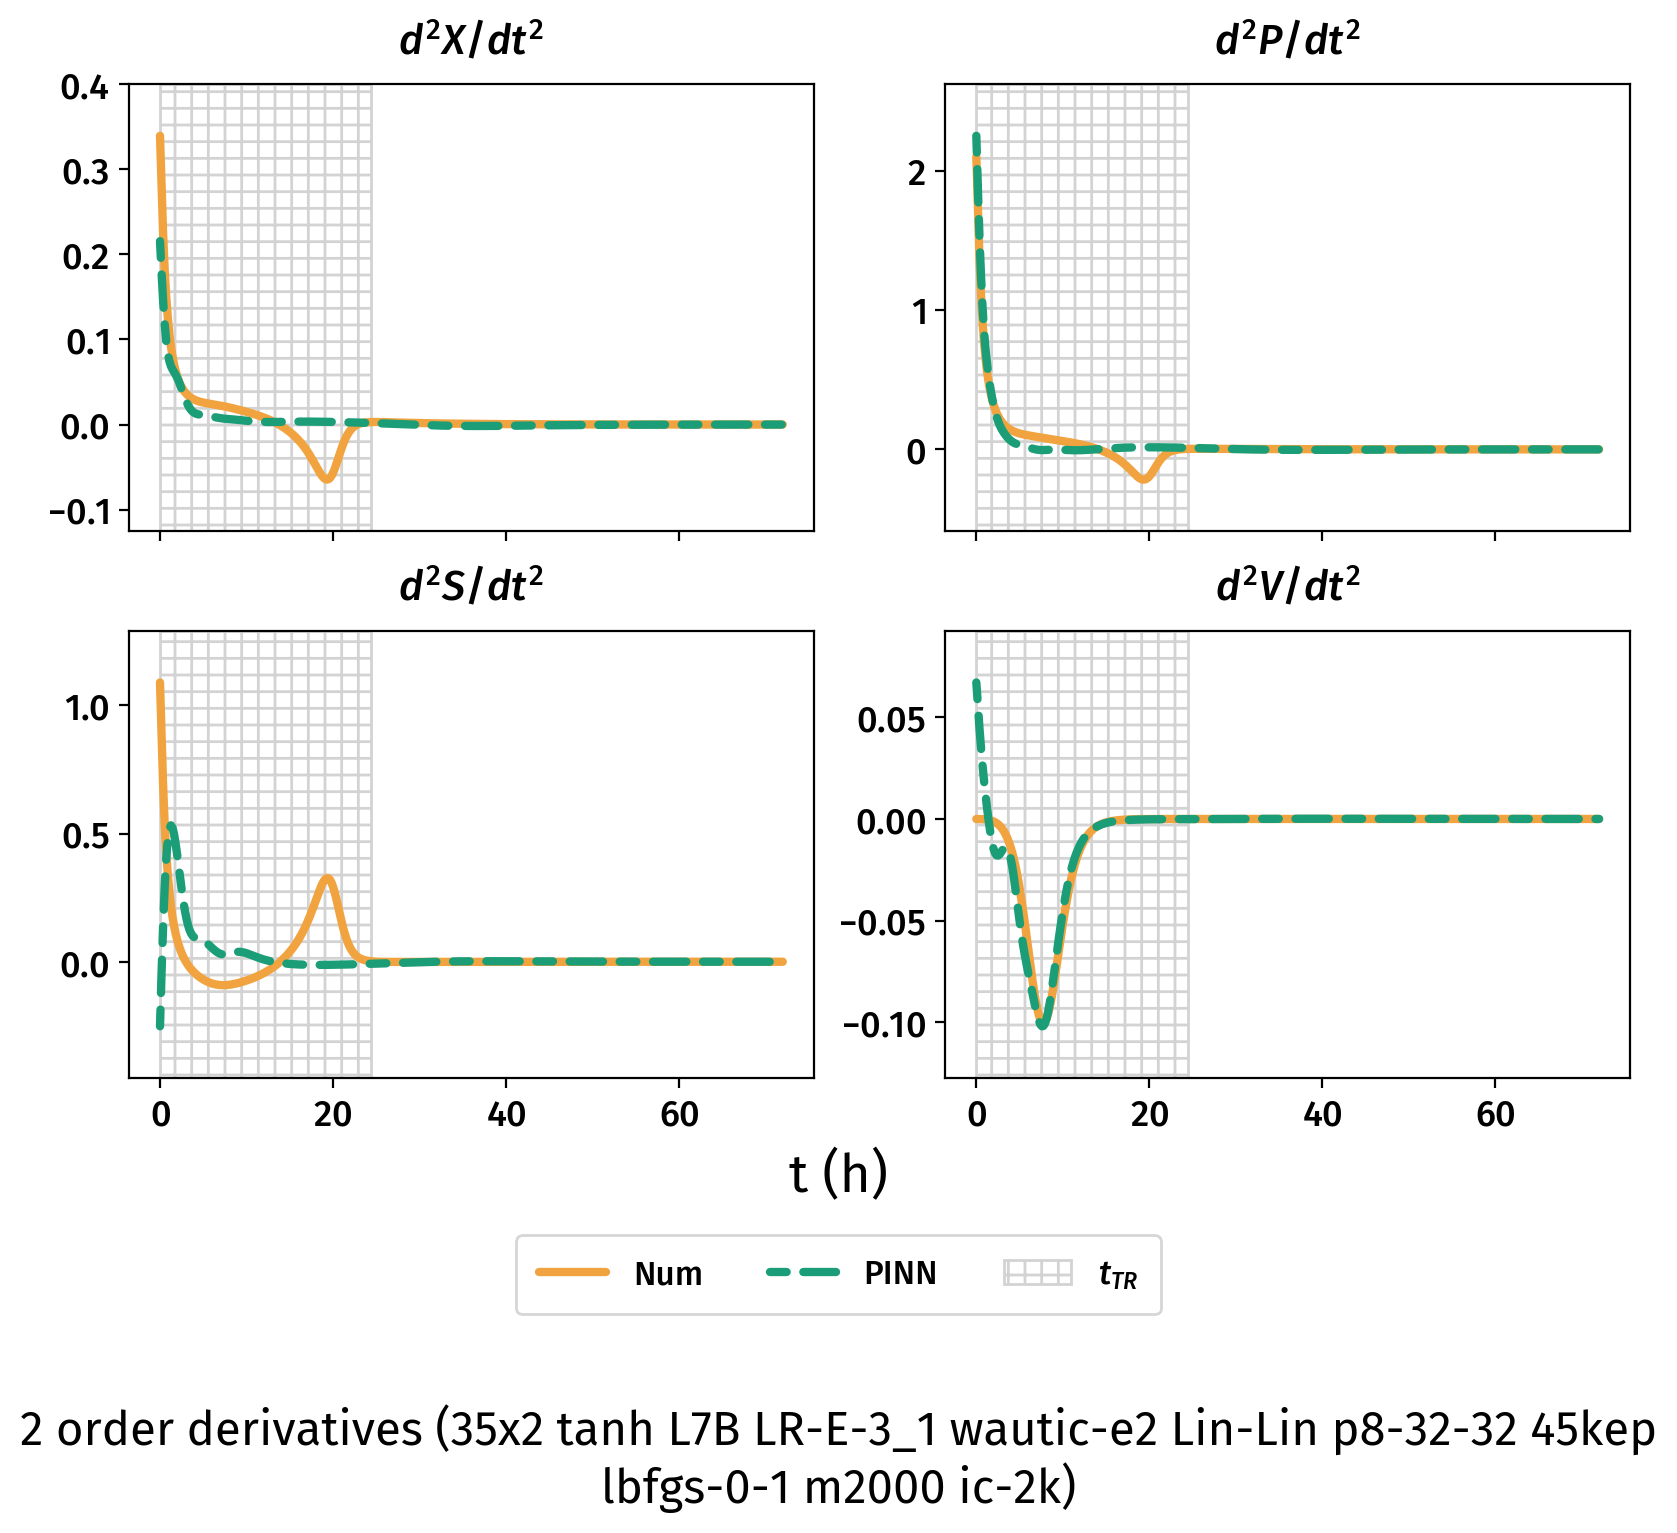 d²X/dt²
d²P/dt²
0.4
0.3
0.2
0.1
0.0
−0.1
2
1
0
d²S/dt²
d²V/dt²
1.0
0.5
0.0
0.05
0.00
−0.05
−0.10
0 20 40 60
0 20 40 60
t (h)
Num PINN t_TR
2 order derivatives (35x2 tanh L7B LR-E-3_1 wautic-e2 Lin-Lin p8-32-32 45kep
lbfgs-0-1 m2000 ic-2k)